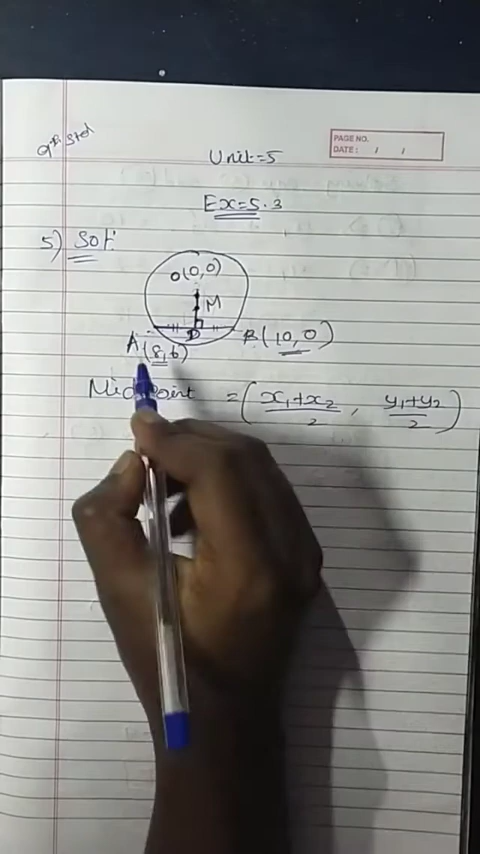 9th Std
PAGE NO.
DATE: / /
Unit=5
Ex=5.3
5) Sol:
O(0,0)
M
D
A(8,6)
B(10,0)
Midpoint = (x₁+x₂/2, y₁+y₂/2)